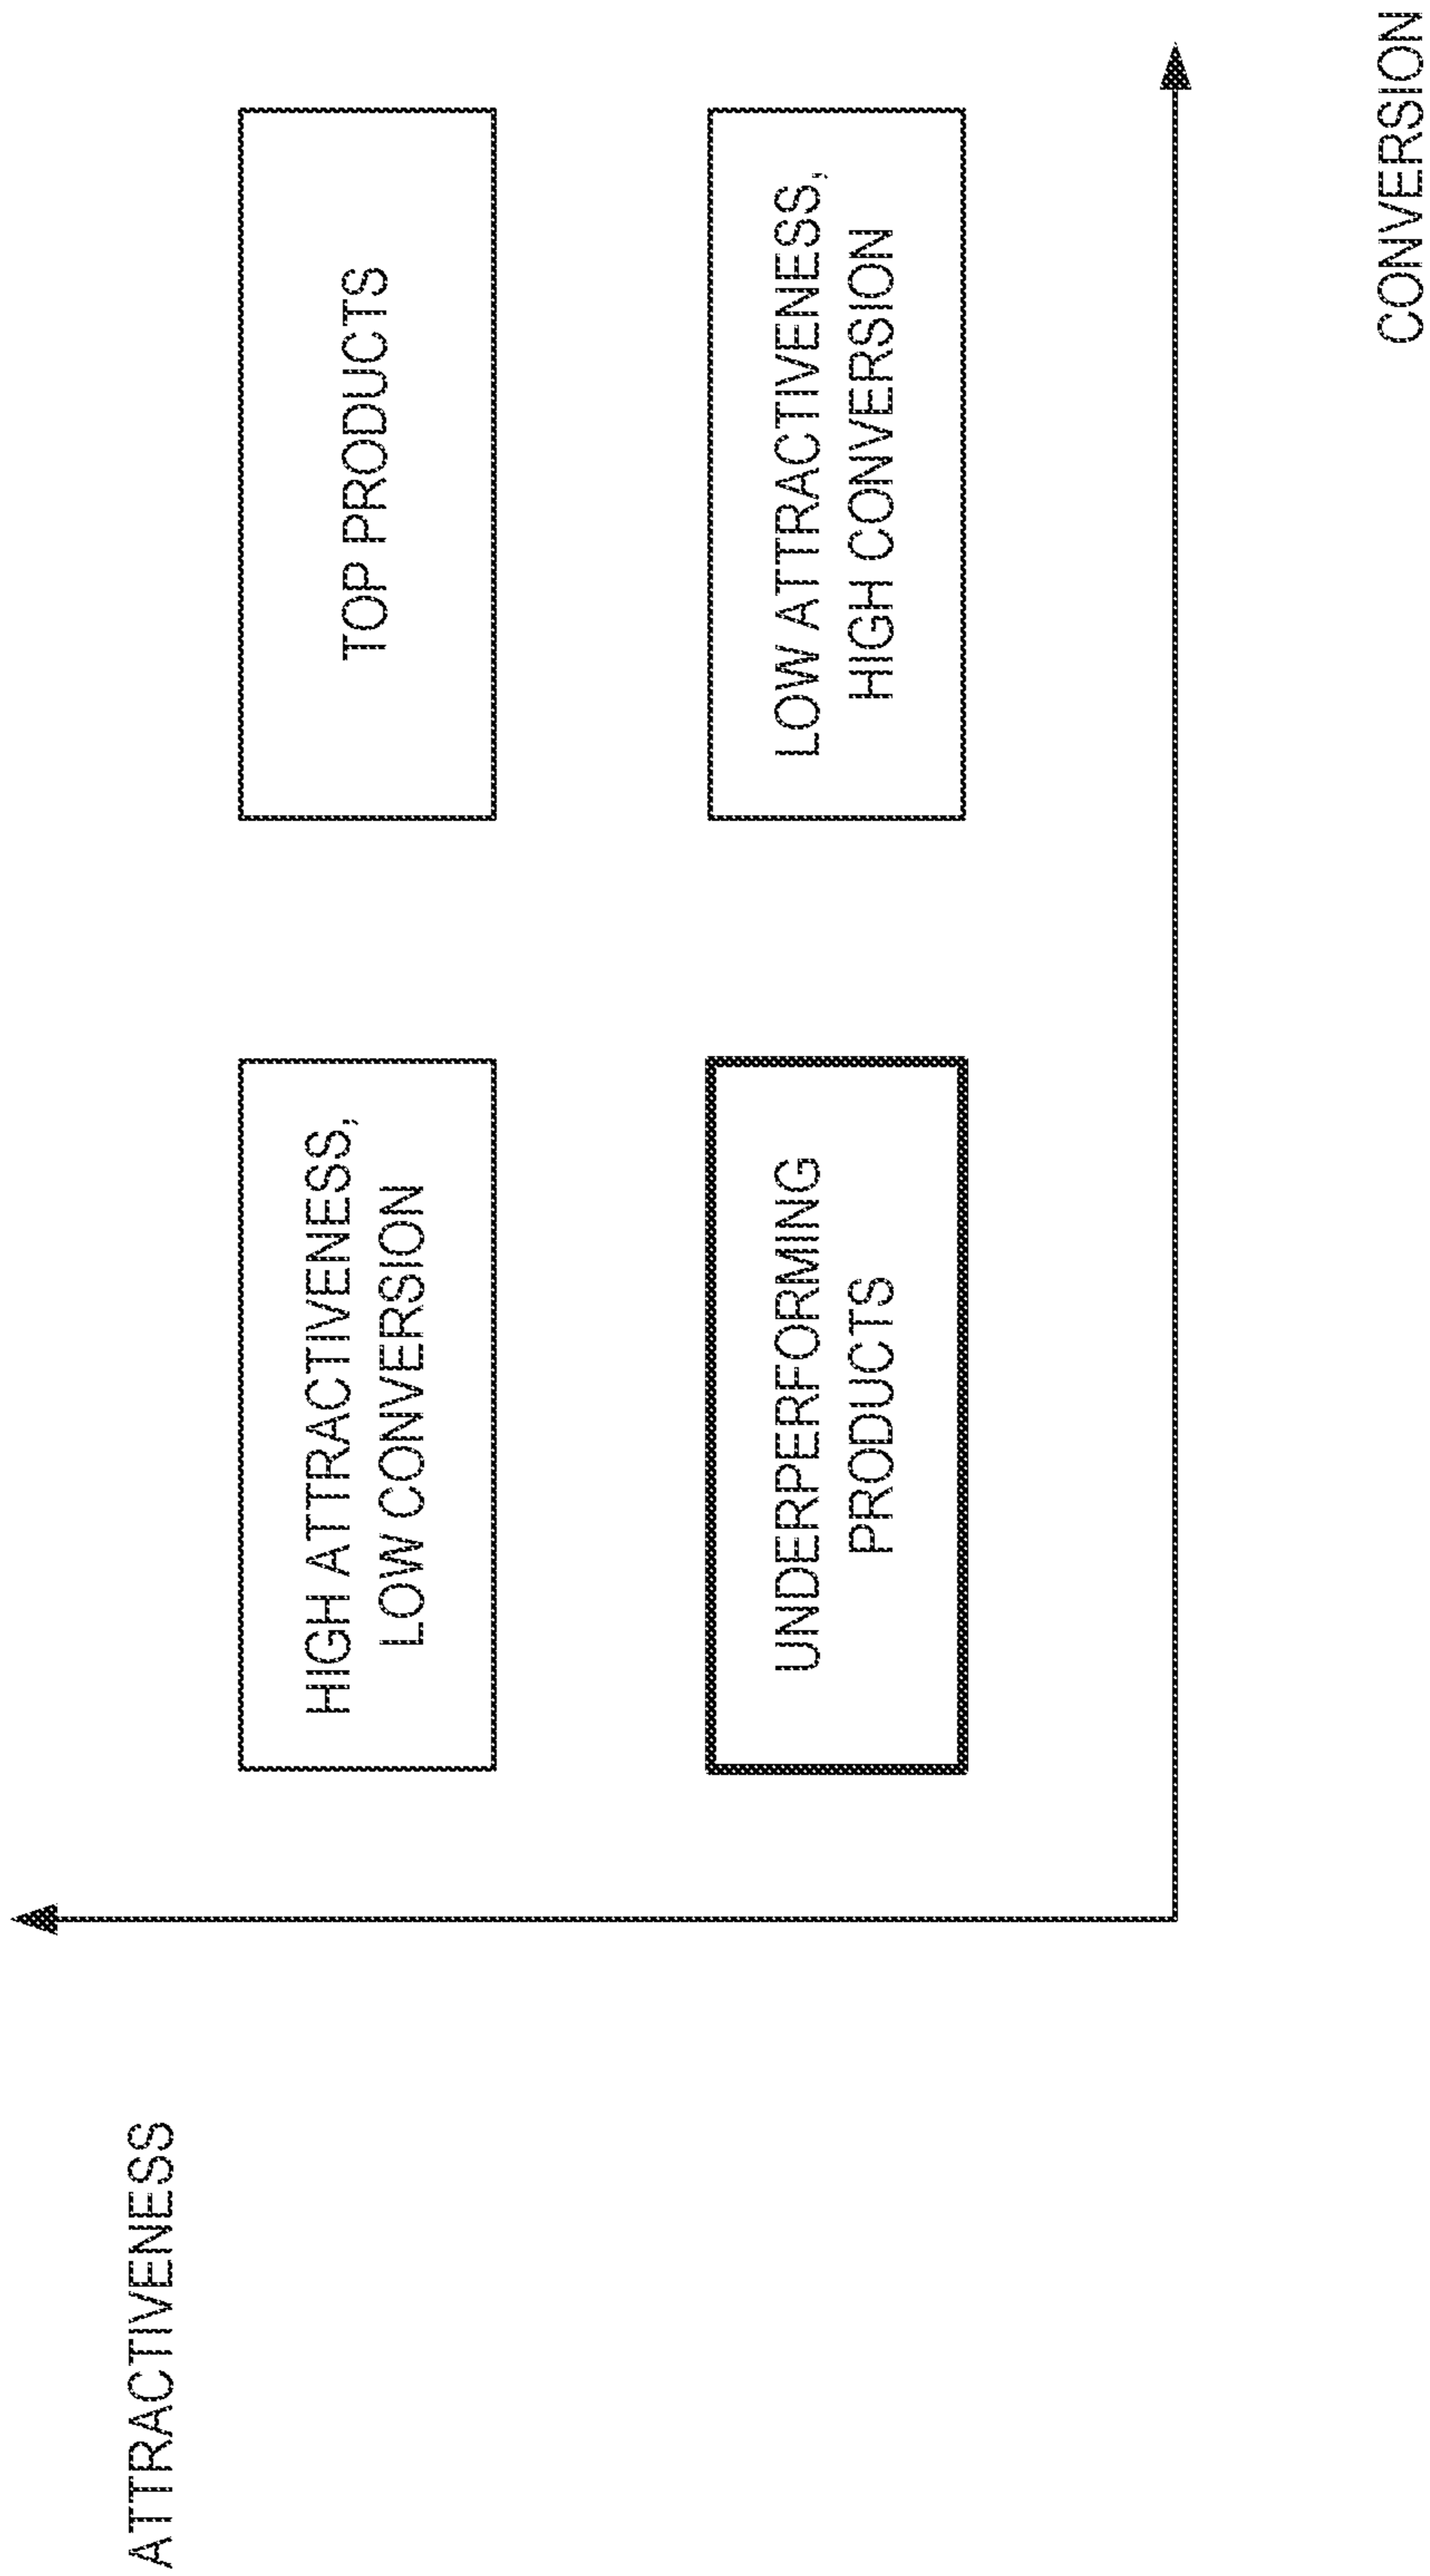 ATTRACTIVENESS
HIGH ATTRACTIVENESS,
LOW CONVERSION
TOP PRODUCTS
UNDERPERFORMING
PRODUCTS
LOW ATTRACTIVENESS,
HIGH CONVERSION
CONVERSION